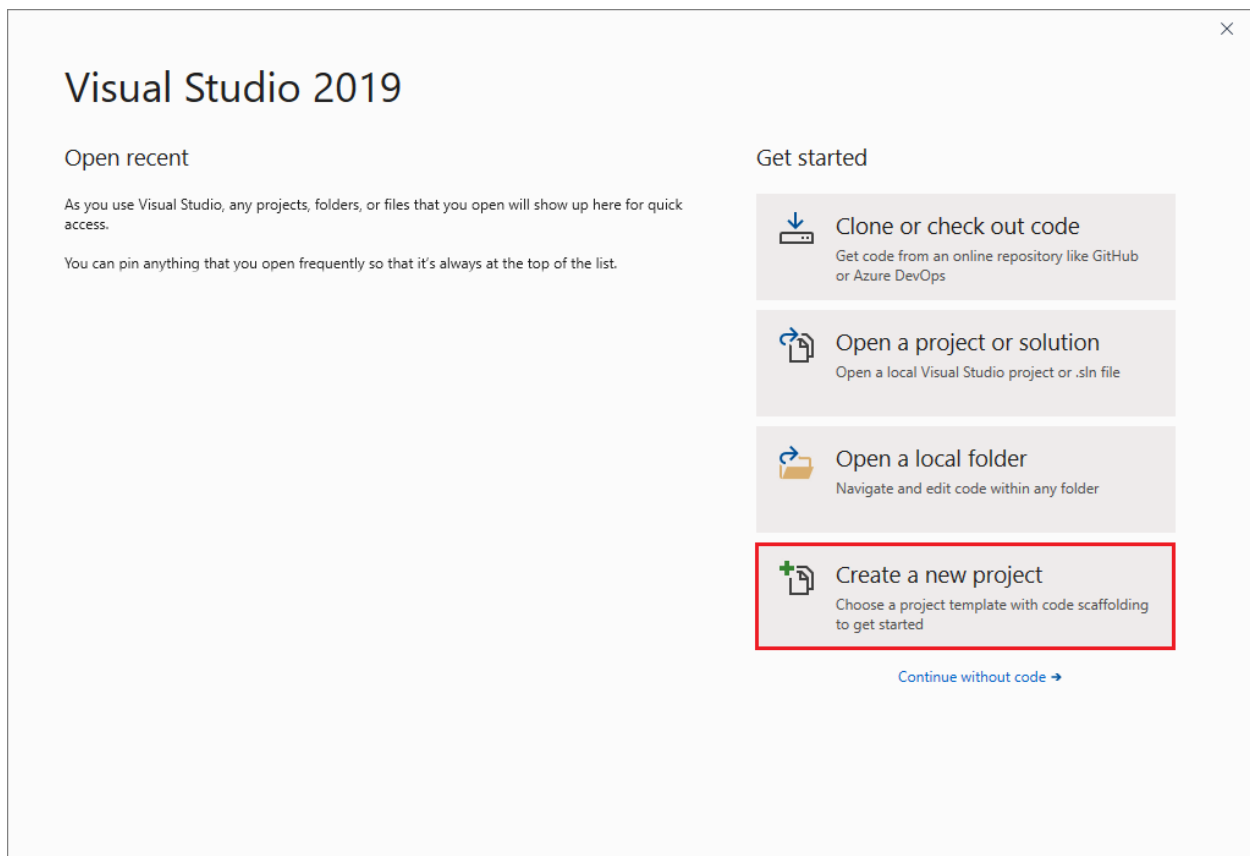 Visual Studio 2019
Open recent
As you use Visual Studio, any projects, folders, or files that you open will show up here for quick
access.
You can pin anything that you open frequently so that it's always at the top of the list.
Get started
Clone or check out code
Get code from an online repository like GitHub
or Azure DevOps
Open a project or solution
Open a local Visual Studio project or .sln file
Open a local folder
Navigate and edit code within any folder
Create a new project
Choose a project template with code scaffolding
to get started
Continue without code →